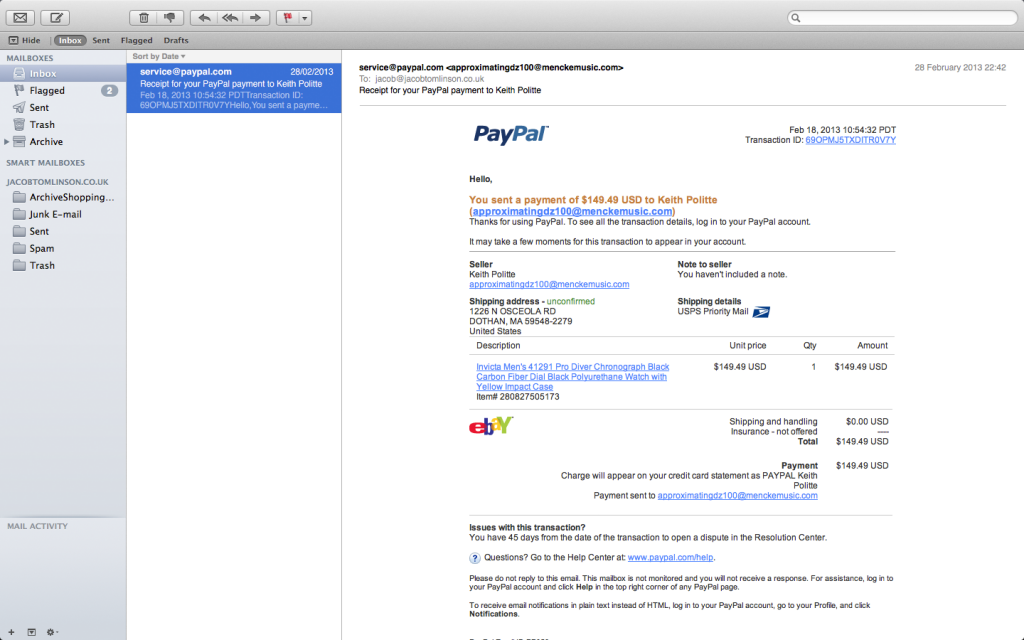 Hide
Inbox
Sent
Flagged
Drafts
MAILBOXES
Inbox
Flagged 2
Sent
Trash
Archive
SMART MAILBOXES
JACOBTOMLINSON.CO.UK
ArchiveShopping...
Junk E-mail
Sent
Spam
Trash
MAIL ACTIVITY
Sort by Date
service@paypal.com 28/02/2013
Receipt for your PayPal payment to Keith Politte
Feb 18, 2013 10:54:32 PDTTransaction ID:
69OPMJ5TXDITR0V7YHello,You sent a payme...
service@paypal.com <approximatingdz100@menckemusic.com> 28 February 2013 22:42
To: jacob@jacobtomlinson.co.uk
Receipt for your PayPal payment to Keith Politte
PayPal
Feb 18, 2013 10:54:32 PDT
Transaction ID: 69OPMJ5TXDITR0V7Y
Hello,
You sent a payment of $149.49 USD to Keith Politte
(approximatingdz100@menckemusic.com)
Thanks for using PayPal. To see all the transaction details, log in to your PayPal account.
It may take a few moments for this transaction to appear in your account.
Seller
Keith Politte
approximatingdz100@menckemusic.com
Note to seller
You haven't included a note.
Shipping address - unconfirmed
1226 N OSCEOLA RD
DOTHAN, MA 59548-2279
United States
Shipping details
USPS Priority Mail
Description Unit price Qty Amount
Invicta Men's 41291 Pro Diver Chronograph Black $149.49 USD 1 $149.49 USD
Carbon Fiber Dial Black Polyurethane Watch with
Yellow Impact Case
Item# 280827505173
ebay
Shipping and handling $0.00 USD
Insurance - not offered ----
Total $149.49 USD
Payment $149.49 USD
Charge will appear on your credit card statement as PAYPAL Keith
Politte
Payment sent to approximatingdz100@menckemusic.com
Issues with this transaction?
You have 45 days from the date of the transaction to open a dispute in the Resolution Center.
? Questions? Go to the Help Center at: www.paypal.com/help.
Please do not reply to this email. This mailbox is not monitored and you will not receive a response. For assistance, log in to
your PayPal account and click Help in the top right corner of any PayPal page.
To receive email notifications in plain text instead of HTML, log in to your PayPal account, go to your Profile, and click
Notifications.